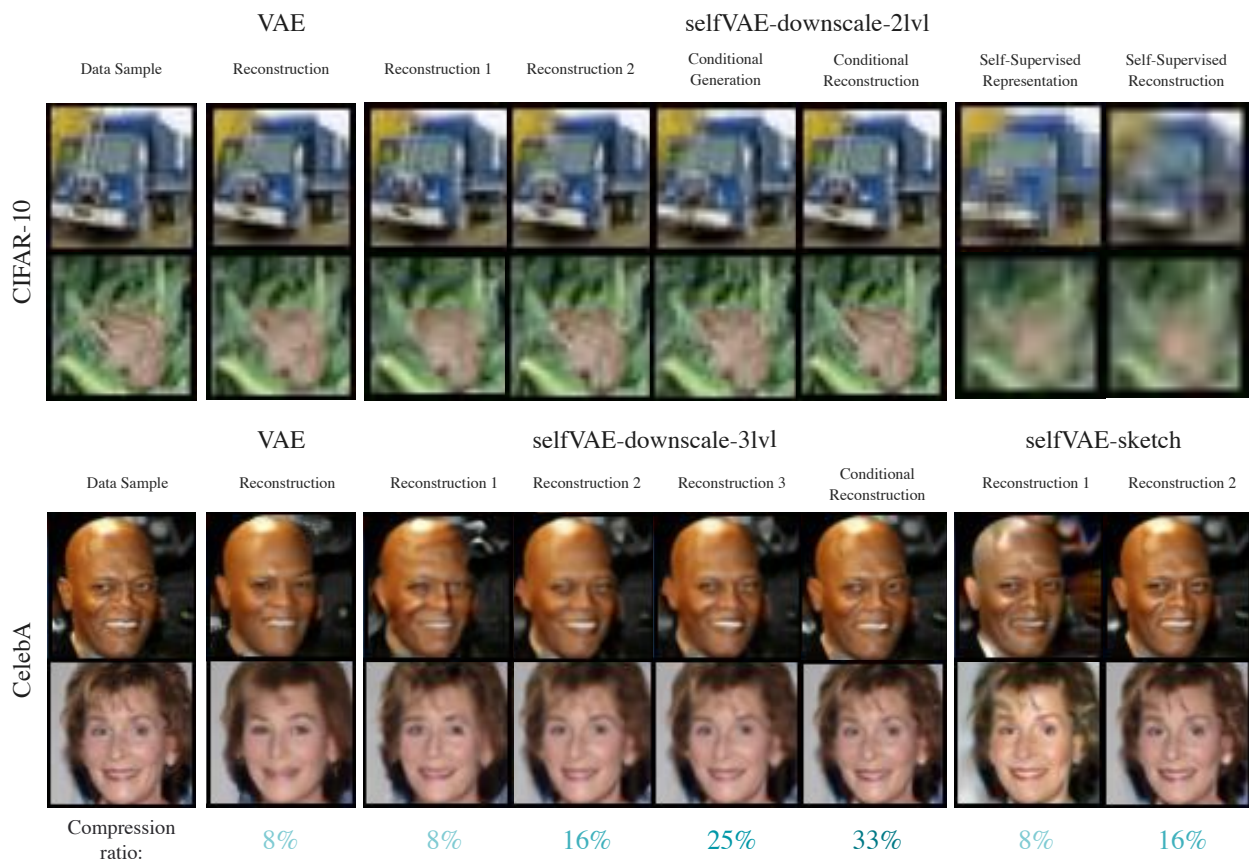 VAE
selfVAE-downscale-2lvl
Data Sample
Reconstruction
Reconstruction 1
Reconstruction 2
Conditional
Generation
Conditional
Reconstruction
Self-Supervised
Representation
Self-Supervised
Reconstruction
CIFAR-10
VAE
selfVAE-downscale-3lvl
selfVAE-sketch
Data Sample
Reconstruction
Reconstruction 1
Reconstruction 2
Reconstruction 3
Conditional
Reconstruction
Reconstruction 1
Reconstruction 2
CelebA
Compression
ratio:
8%
8%
16%
25%
33%
8%
16%